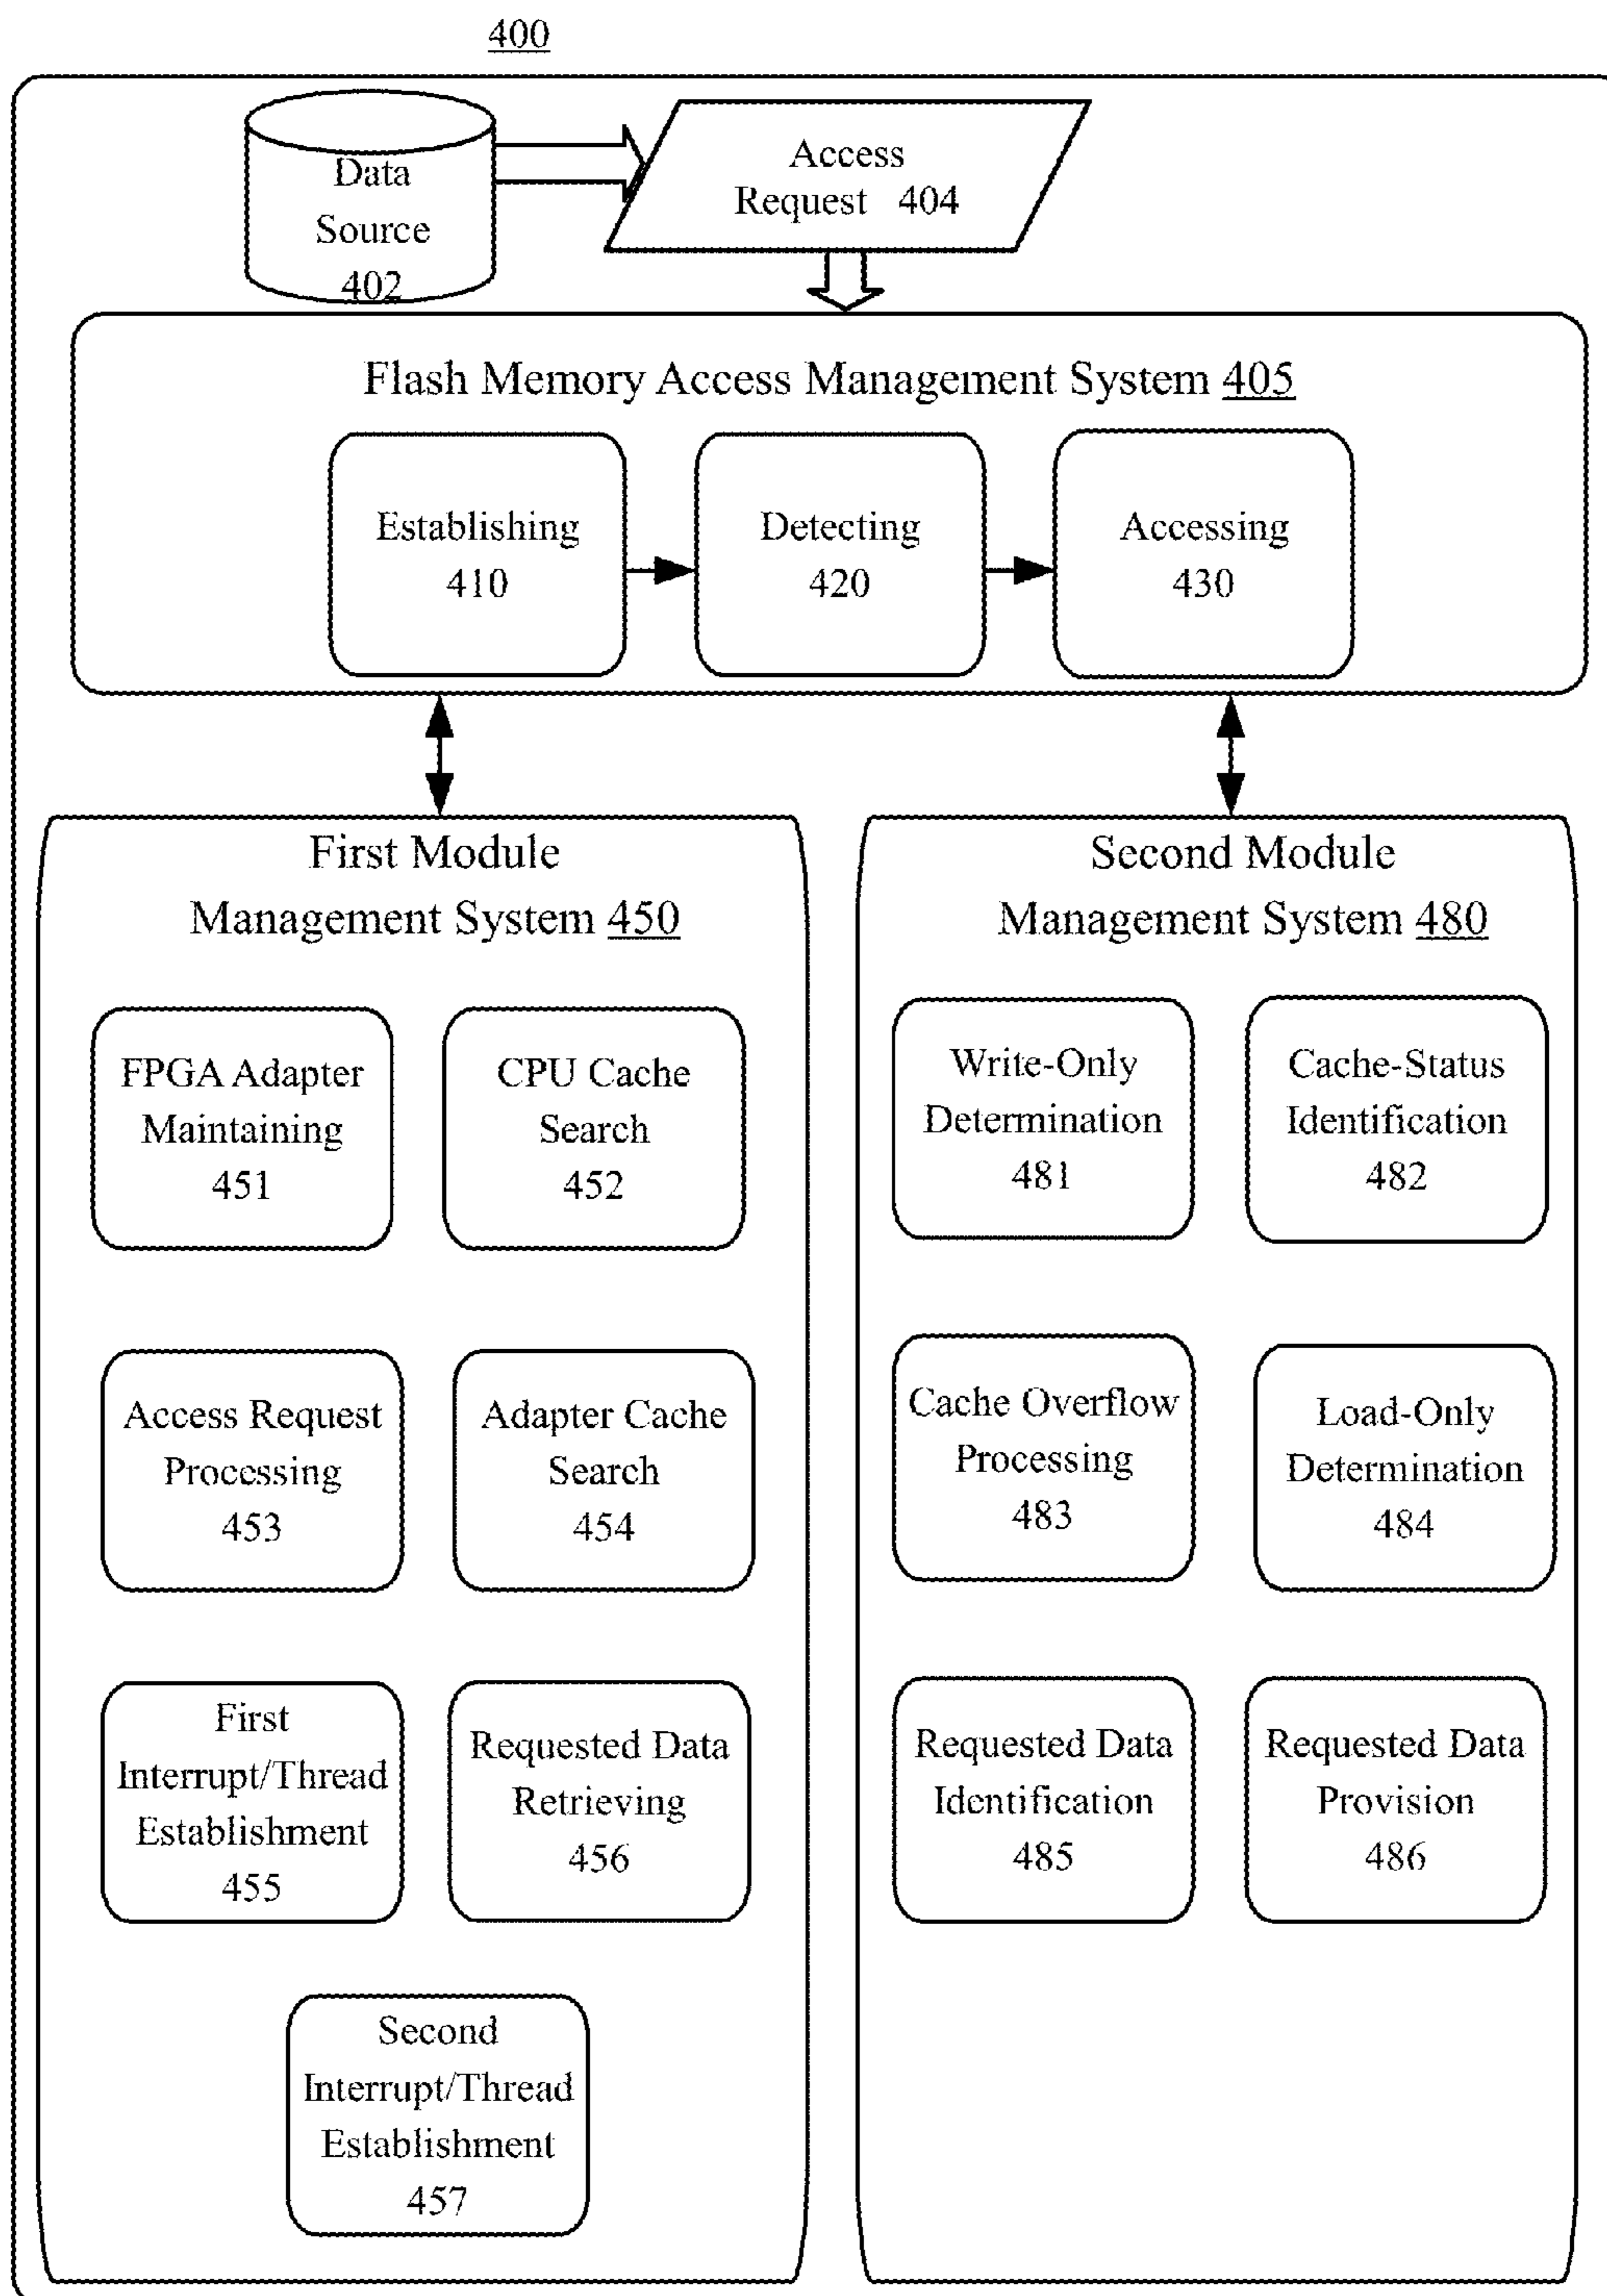 400
Data
Source
402
Access
Request 404
Flash Memory Access Management System 405
Establishing
410
Detecting
420
Accessing
430
First Module
Management System 450
FPGA Adapter
Maintaining
451
CPU Cache
Search
452
Access Request
Processing
453
Adapter Cache
Search
454
First
Interrupt/Thread
Establishment
455
Requested Data
Retrieving
456
Second
Interrupt/Thread
Establishment
457
Second Module
Management System 480
Write-Only
Determination
481
Cache-Status
Identification
482
Cache Overflow
Processing
483
Load-Only
Determination
484
Requested Data
Identification
485
Requested Data
Provision
486